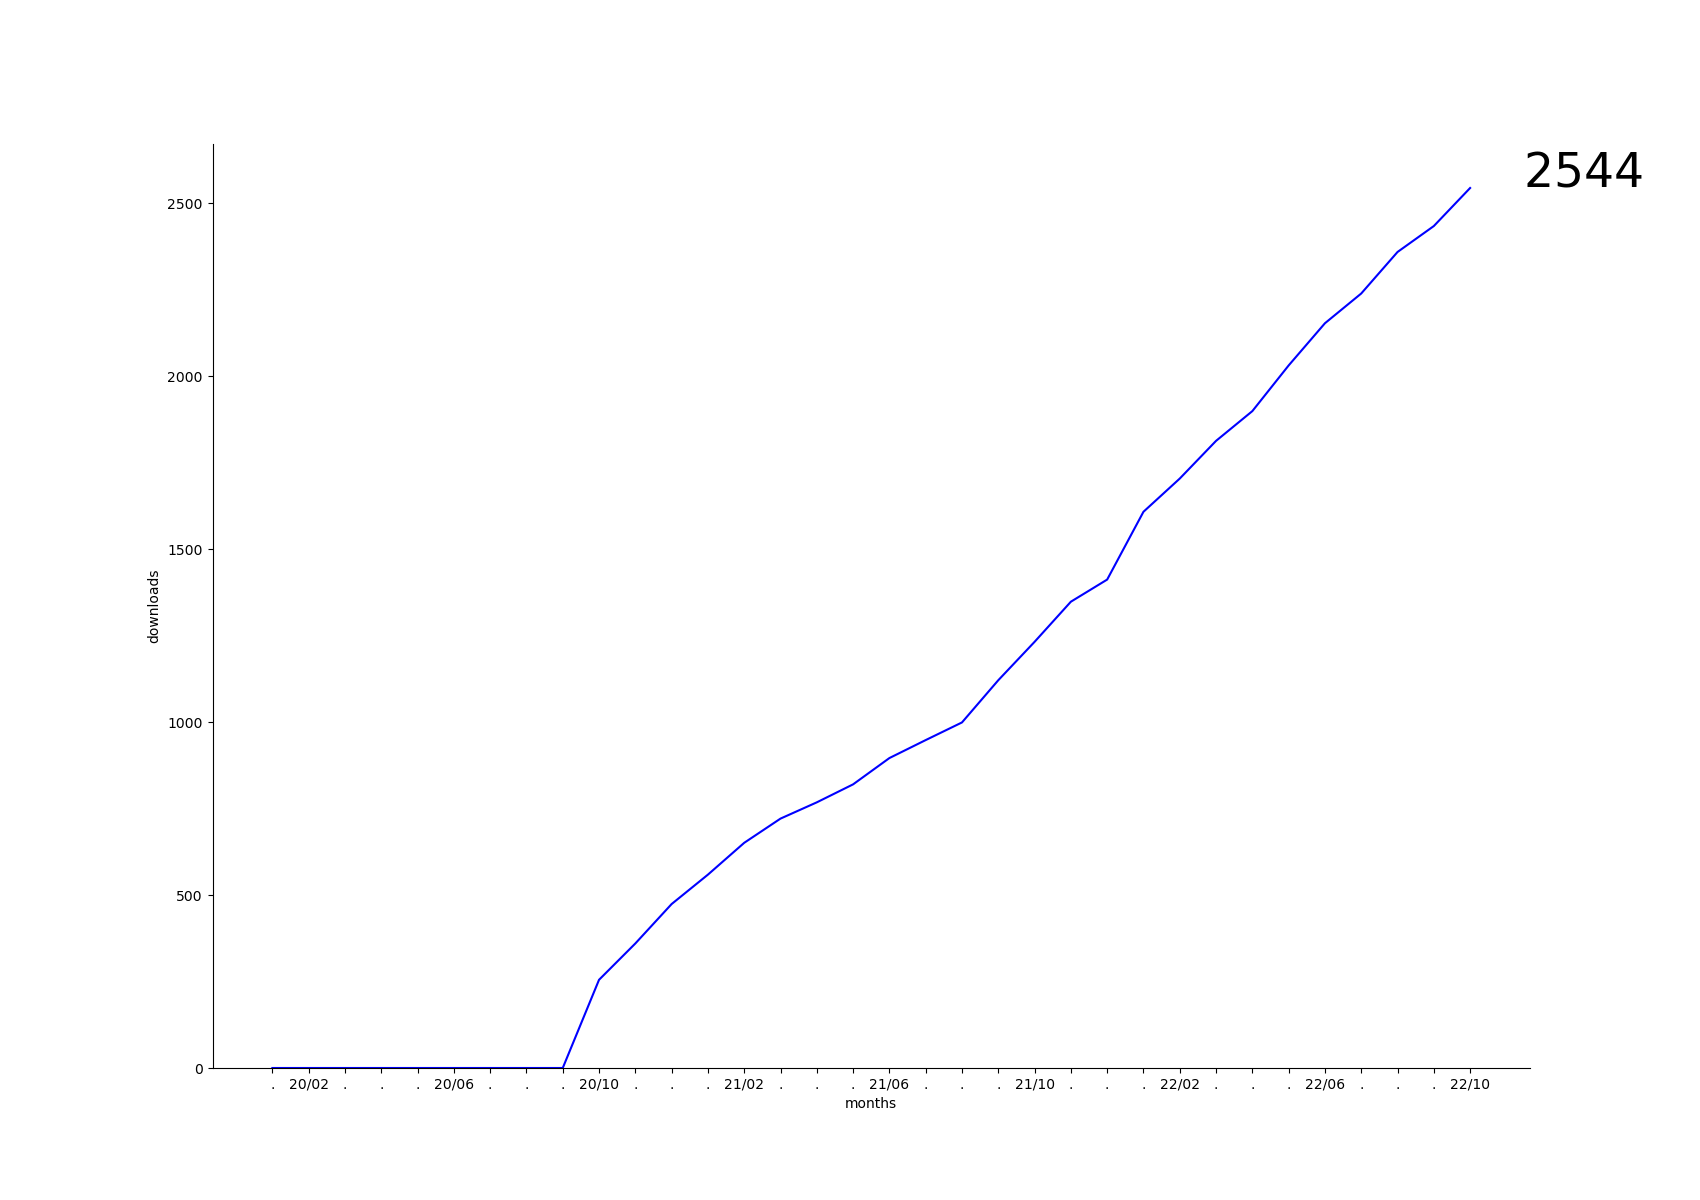 2544
2500
2000
1500
1000
500
0
downloads
. 20/02 . . . 20/06 . . . 20/10 . . . 21/02 . . . 21/06 . . . 21/10 . . . 22/02 . . . 22/06 . . . 22/10
months